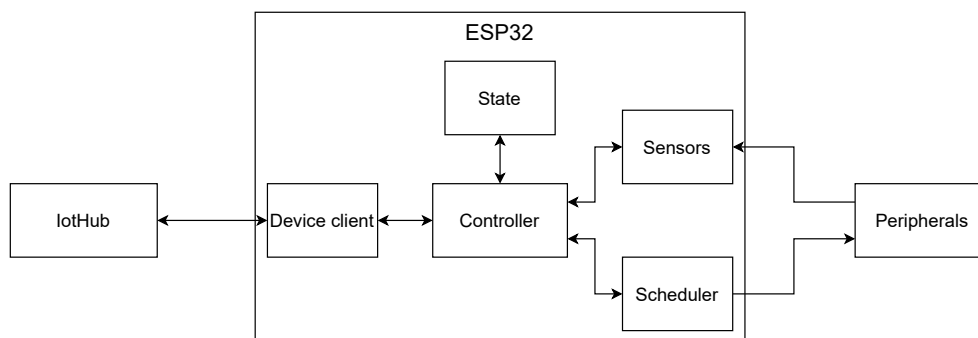 ESP32
State
Sensors
IotHub
Device client
Controller
Peripherals
Scheduler